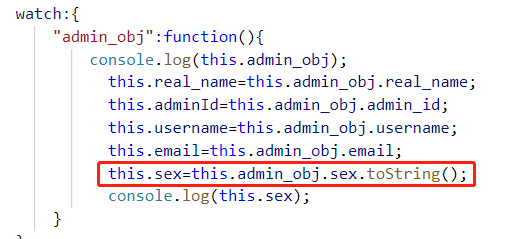 watch:{
"admin_obj":function(){
console.log(this.admin_obj);
this.real_name=this.admin_obj.real_name;
this.adminId=this.admin_obj.admin_id;
this.username=this.admin_obj.username;
this.email=this.admin_obj.email;
this.sex=this.admin_obj.sex.toString();
console.log(this.sex);
}